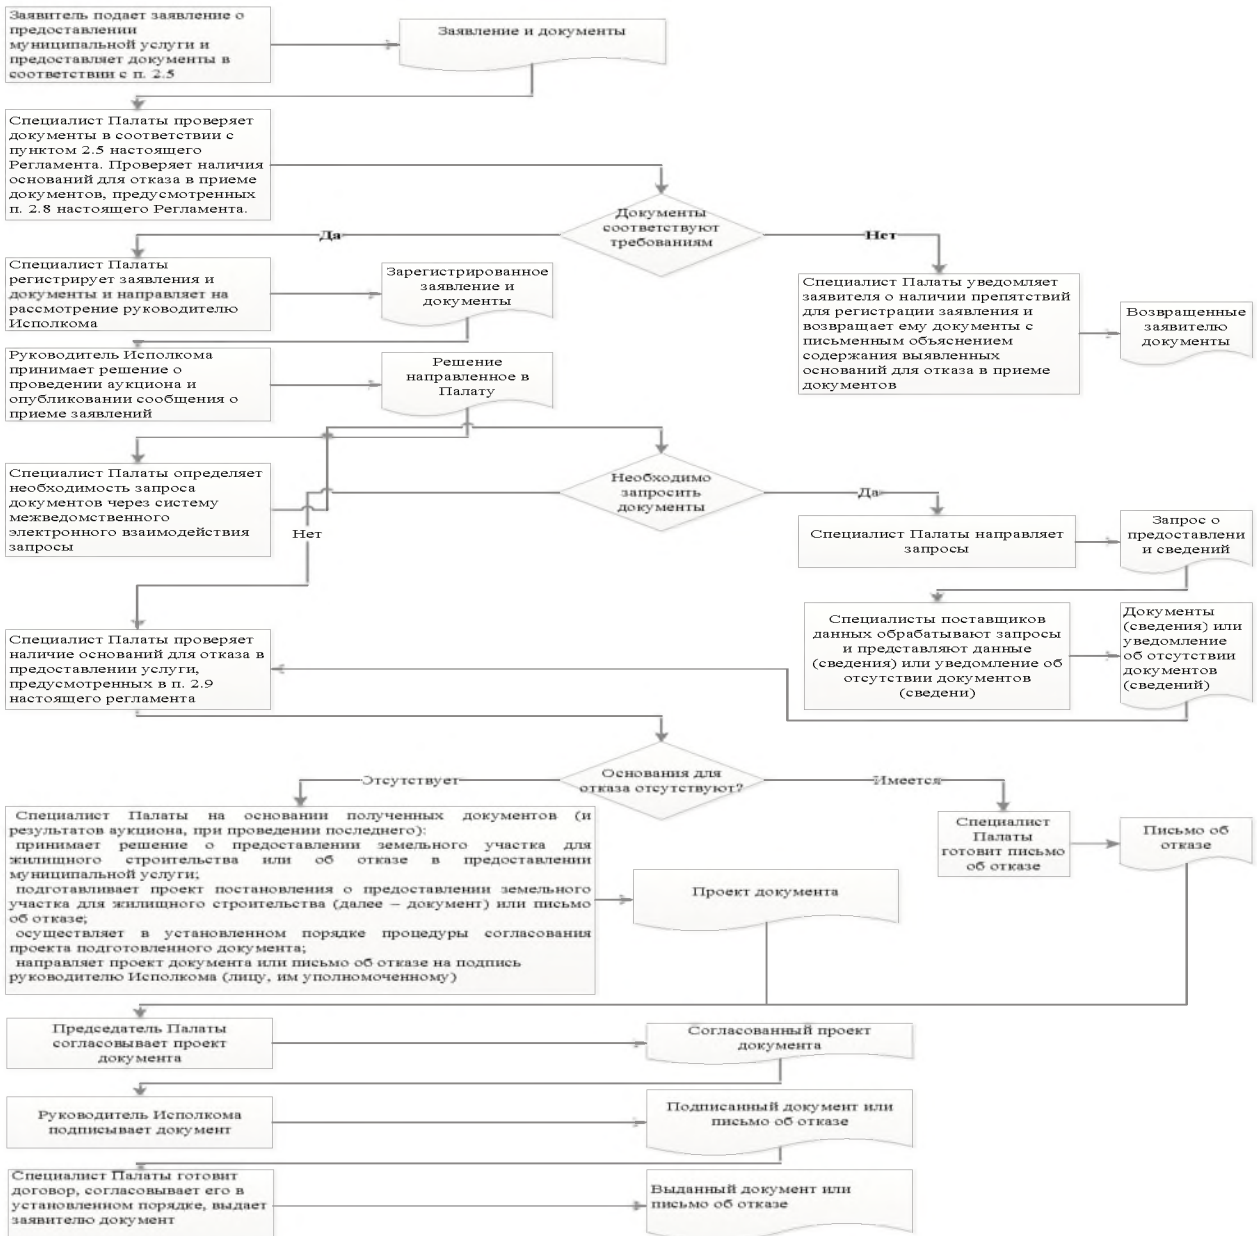 Заявитель подает заявление о
предоставлении
муниципальной услуги и
предоставляет документы в
соответствии с п. 2.5
Заявление и документы
Специалист Палаты проверяет
документы в соответствии с
пунктом 2.5 настоящего
Регламента. Проверяет наличия
оснований для отказа в приеме
документов, предусмотренных
п. 2.8 настоящего Регламента.
Документы
соответствуют
требованиям
Да
Нет
Специалист Палаты
регистрирует заявления и
документы и направляет на
рассмотрение руководителю
Исполкома
Зарегистрированное
заявление и
документы
Специалист Палаты уведомляет
заявителя о наличии препятствий
для регистрации заявления и
возвращает ему документы с
письменным объяснением
содержания выявленных
оснований для отказа в приеме
документов
Возвращенные
заявителю
документы
Руководитель Исполкома
принимает решение о
проведении аукциона и
опубликовании сообщения о
приеме заявлений
Решение
направленное в
Палату
Специалист Палаты определяет
необходимость запроса
документов через систему
межведомственного
электронного взаимодействия
запросы
Необходимо
запросить
документы
Нет
Да
Специалист Палаты направляет
запросы
Запрос о
предоставлени
и сведений
Специалисты поставщиков
данных обрабатывают запросы
и представляют данные
(сведения) или уведомление об
отсутствии документов
(сведени)
Документы
(сведения) или
уведомление
об отсутствии
документов
(сведений)
Специалист Палаты проверяет
наличие оснований для отказа в
предоставлении услуги,
предусмотренных в п. 2.9
настоящего регламента
Основания для
отказа отсутствуют?
Отсутствует
Имеется
Специалист Палаты на основании полученных документов (и
результатов аукциона, при проведении последнего):
принимает решение о предоставлении земельного участка для
жилищного строительства или об отказе в предоставлении
муниципальной услуги;
подготавливает проект постановления о предоставлении земельного
участка для жилищного строительства (далее – документ) или письмо
об отказе;
осуществляет в установленном порядке процедуры согласования
проекта подготовленного документа;
направляет проект документа или письмо об отказе на подпись
руководителю Исполкома (лицу, им уполномоченному)
Проект документа
Специалист
Палаты
готовит письмо
об отказе
Письмо об
отказе
Председатель Палаты
согласовывает проект
документа
Согласованный проект
документа
Руководитель Исполкома
подписывает документ
Подписанный документ или
письмо об отказе
Специалист Палаты готовит
договор, согласовывает его в
установленном порядке, выдает
заявителю документ
Выданный документ или
письмо об отказе